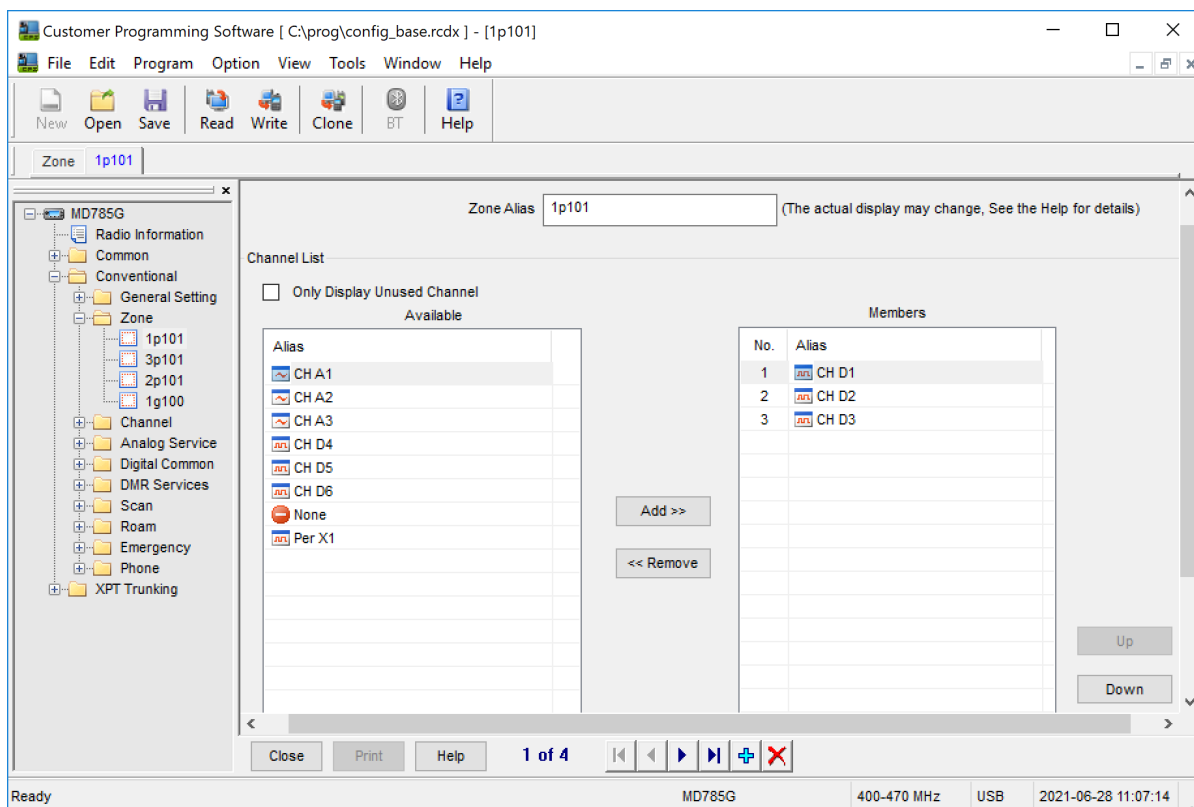 Customer Programming Software [ C:\prog\config_base.rcdx ] - [1p101]
File Edit Program Option View Tools Window Help
New Open Save Read Write Clone BT Help
Zone 1p101
MD785G
Radio Information
Common
Conventional
General Setting
Zone
1p101
3p101
2p101
1g100
Channel
Analog Service
Digital Common
DMR Services
Scan
Roam
Emergency
Phone
XPT Trunking
Zone Alias 1p101 (The actual display may change, See the Help for details)
Channel List
Only Display Unused Channel
Available
Alias
CH A1
CH A2
CH A3
CH D4
CH D5
CH D6
None
Per X1
Add >>
<< Remove
Members
No. Alias
1 CH D1
2 CH D2
3 CH D3
Up
Down
Close Print Help 1 of 4
Ready MD785G 400-470 MHz USB 2021-06-28 11:07:14